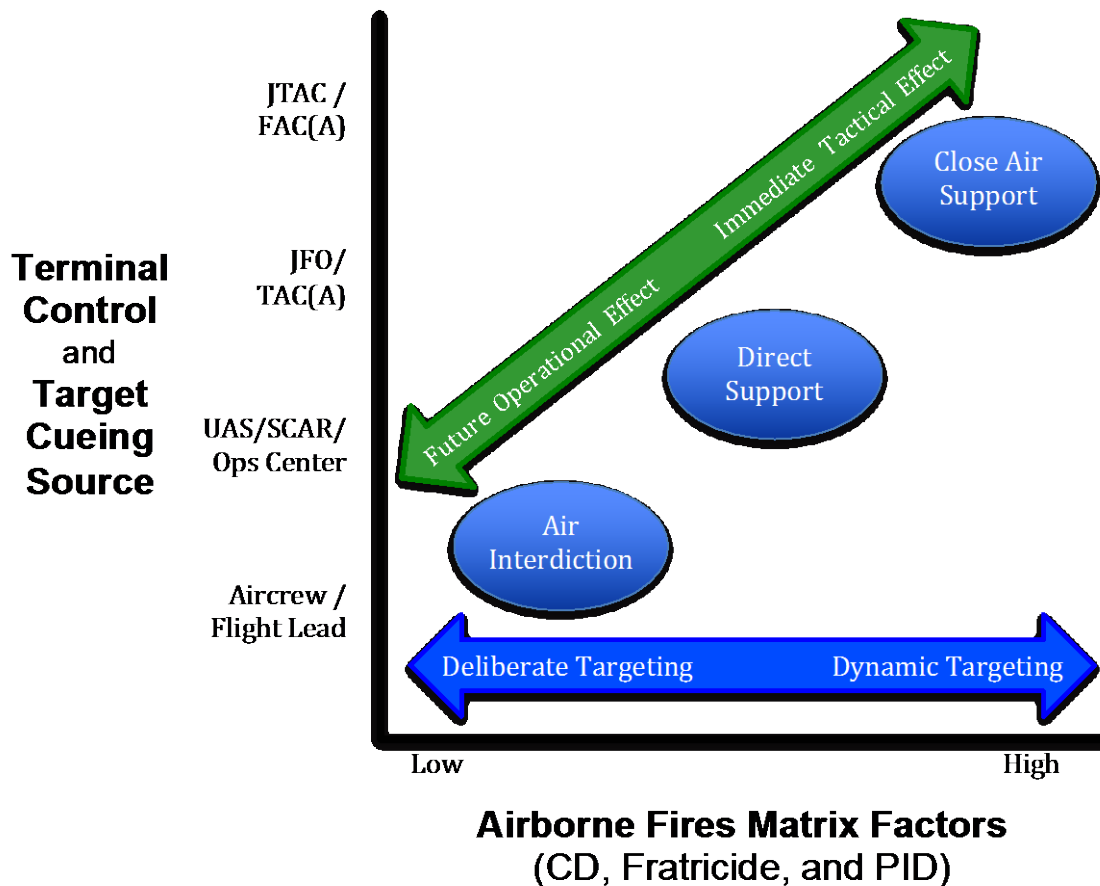 JTAC /
FAC(A)
JFO/
TAC(A)
UAS/SCAR/
Ops Center
Aircrew /
Flight Lead
Terminal
Control
and
Target
Cueing
Source
Future Operational Effect
Immediate Tactical Effect
Close Air
Support
Direct
Support
Air
Interdiction
Deliberate Targeting
Dynamic Targeting
Low
High
Airborne Fires Matrix Factors
(CD, Fratricide, and PID)